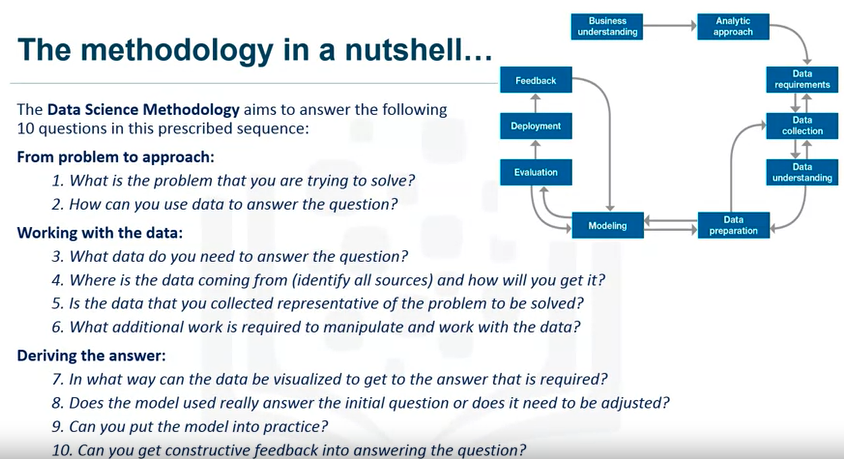 The methodology in a nutshell...
The Data Science Methodology aims to answer the following
10 questions in this prescribed sequence:
From problem to approach:
1. What is the problem that you are trying to solve?
2. How can you use data to answer the question?
Working with the data:
3. What data do you need to answer the question?
4. Where is the data coming from (identify all sources) and how will you get it?
5. Is the data that you collected representative of the problem to be solved?
6. What additional work is required to manipulate and work with the data?
Deriving the answer:
7. In what way can the data be visualized to get to the answer that is required?
8. Does the model used really answer the initial question or does it need to be adjusted?
9. Can you put the model into practice?
10. Can you get constructive feedback into answering the question?
Business
understanding
Analytic
approach
Data
requirements
Data
collection
Data
understanding
Data
preparation
Modeling
Evaluation
Deployment
Feedback